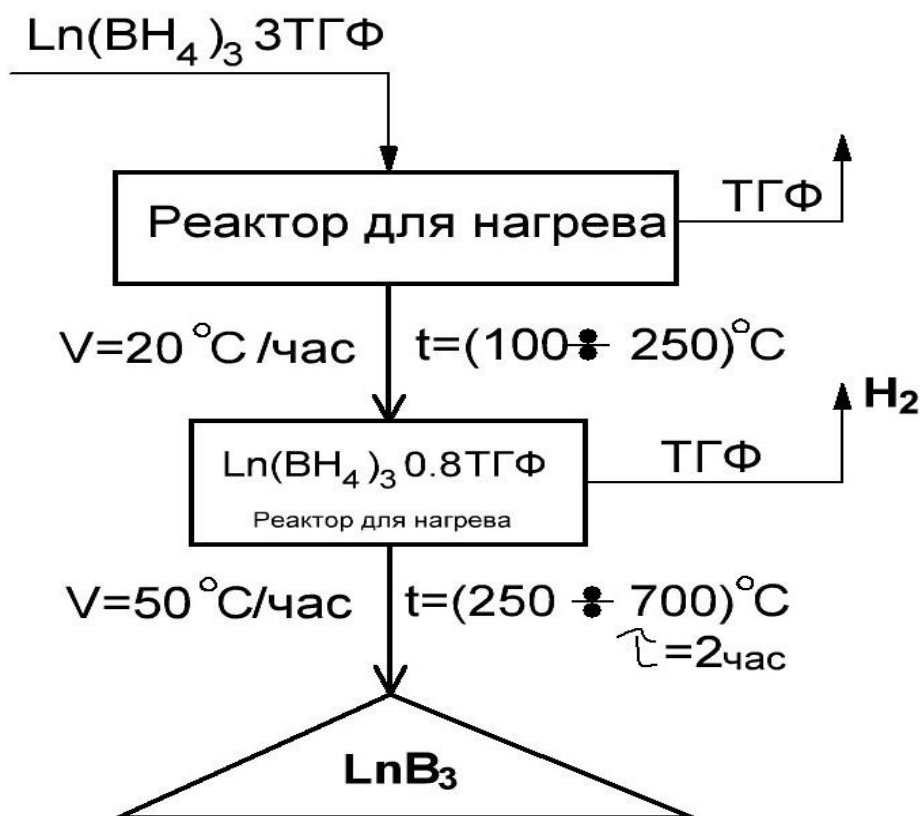 Ln(BH₄)₃ 3ТГФ
Реактор для нагрева
ТГФ
V=20°C/час
t=(100÷250)°C
H₂
Ln(BH₄)₃ 0.8ТГФ
ТГФ
Реактор для нагрева
V=50°C/час
t=(250÷700)°C
τ=2час
LnB₃